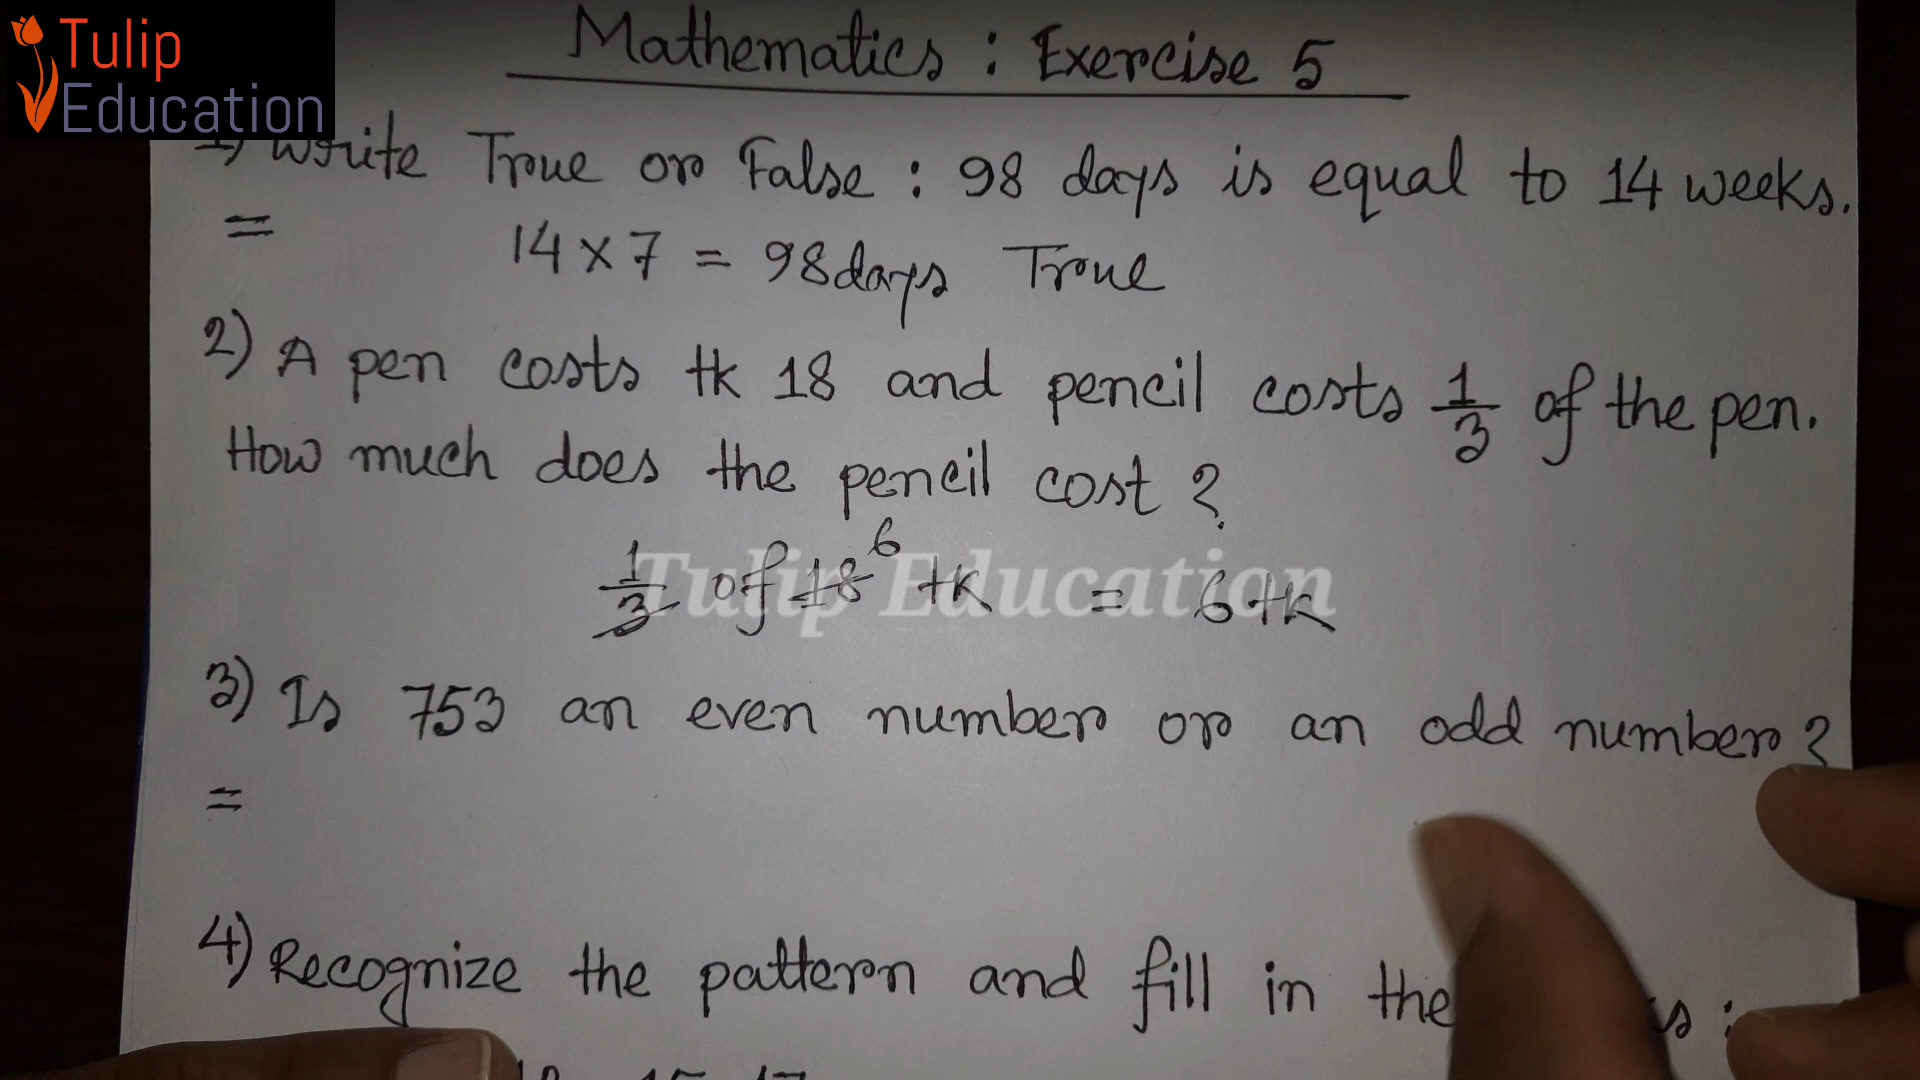 Tulip
Education
Mathematics : Exercise 5
1) Write True or False : 98 days is equal to 14 weeks.
= 14 x 7 = 98 days True
2) A pen costs tk 18 and pencil costs 1/3 of the pen.
How much does the pencil cost ?
1/3 of 18 6 tk = 6 tk
Tulip Education
3) Is 753 an even number or an odd number ?
=
4) Recognize the pattern and fill in the